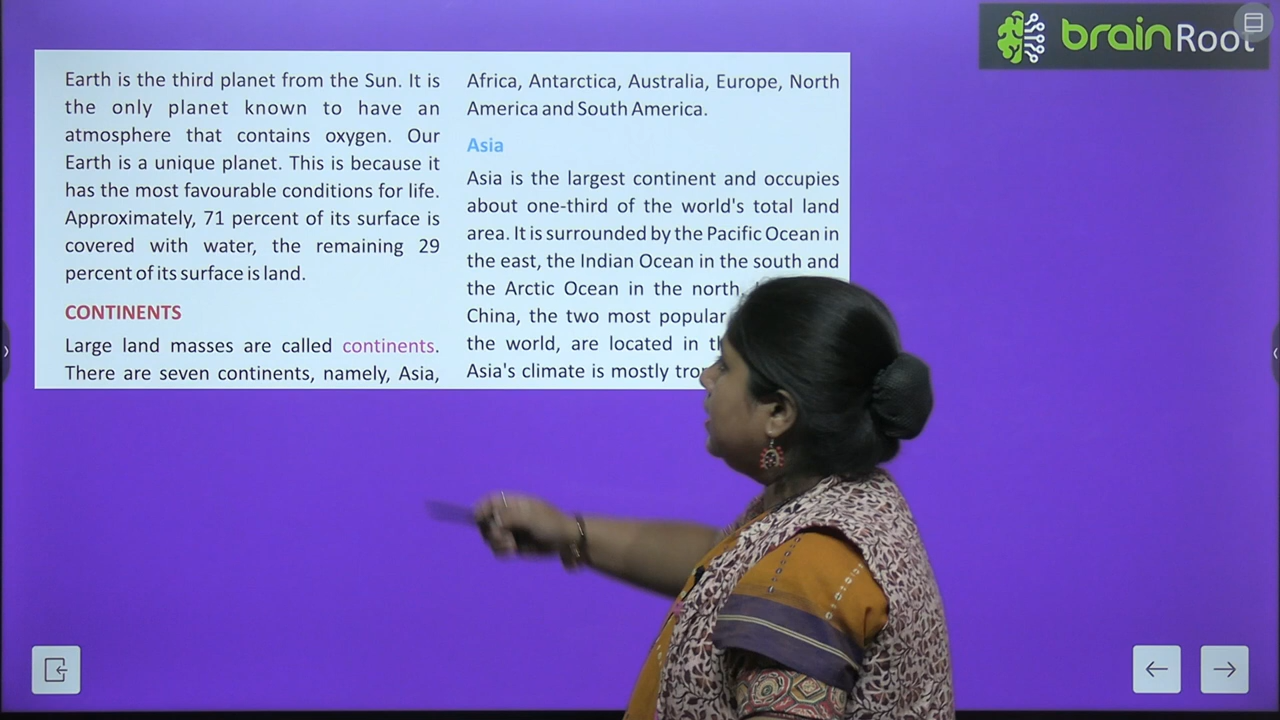 brainRoot
Earth is the third planet from the Sun. It is
the only planet known to have an
atmosphere that contains oxygen. Our
Earth is a unique planet. This is because it
has the most favourable conditions for life.
Approximately, 71 percent of its surface is
covered with water, the remaining 29
percent of its surface is land.
CONTINENTS
Large land masses are called continents.
There are seven continents, namely, Asia,
Africa, Antarctica, Australia, Europe, North
America and South America.
Asia
Asia is the largest continent and occupies
about one-third of the world's total land
area. It is surrounded by the Pacific Ocean in
the east, the Indian Ocean in the south and
the Arctic Ocean in the north,
China, the two most
the world, are located in
Asia's climate is mostly